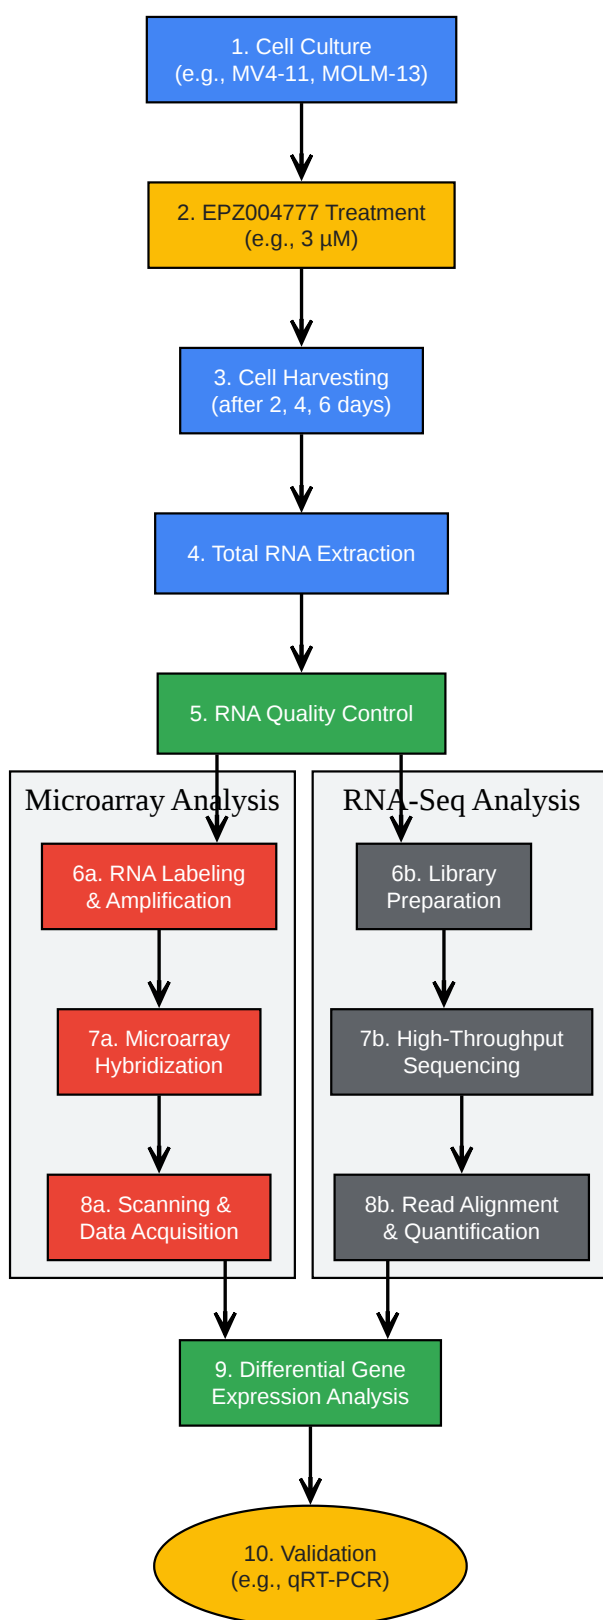 1. Cell Culture
(e.g., MV4-11, MOLM-13)
2. EPZ004777 Treatment
(e.g., 3 µM)
3. Cell Harvesting
(after 2, 4, 6 days)
4. Total RNA Extraction
5. RNA Quality Control
Microarray Analysis
6a. RNA Labeling
& Amplification
7a. Microarray
Hybridization
8a. Scanning &
Data Acquisition
RNA-Seq Analysis
6b. Library
Preparation
7b. High-Throughput
Sequencing
8b. Read Alignment
& Quantification
9. Differential Gene
Expression Analysis
10. Validation
(e.g., qRT-PCR)